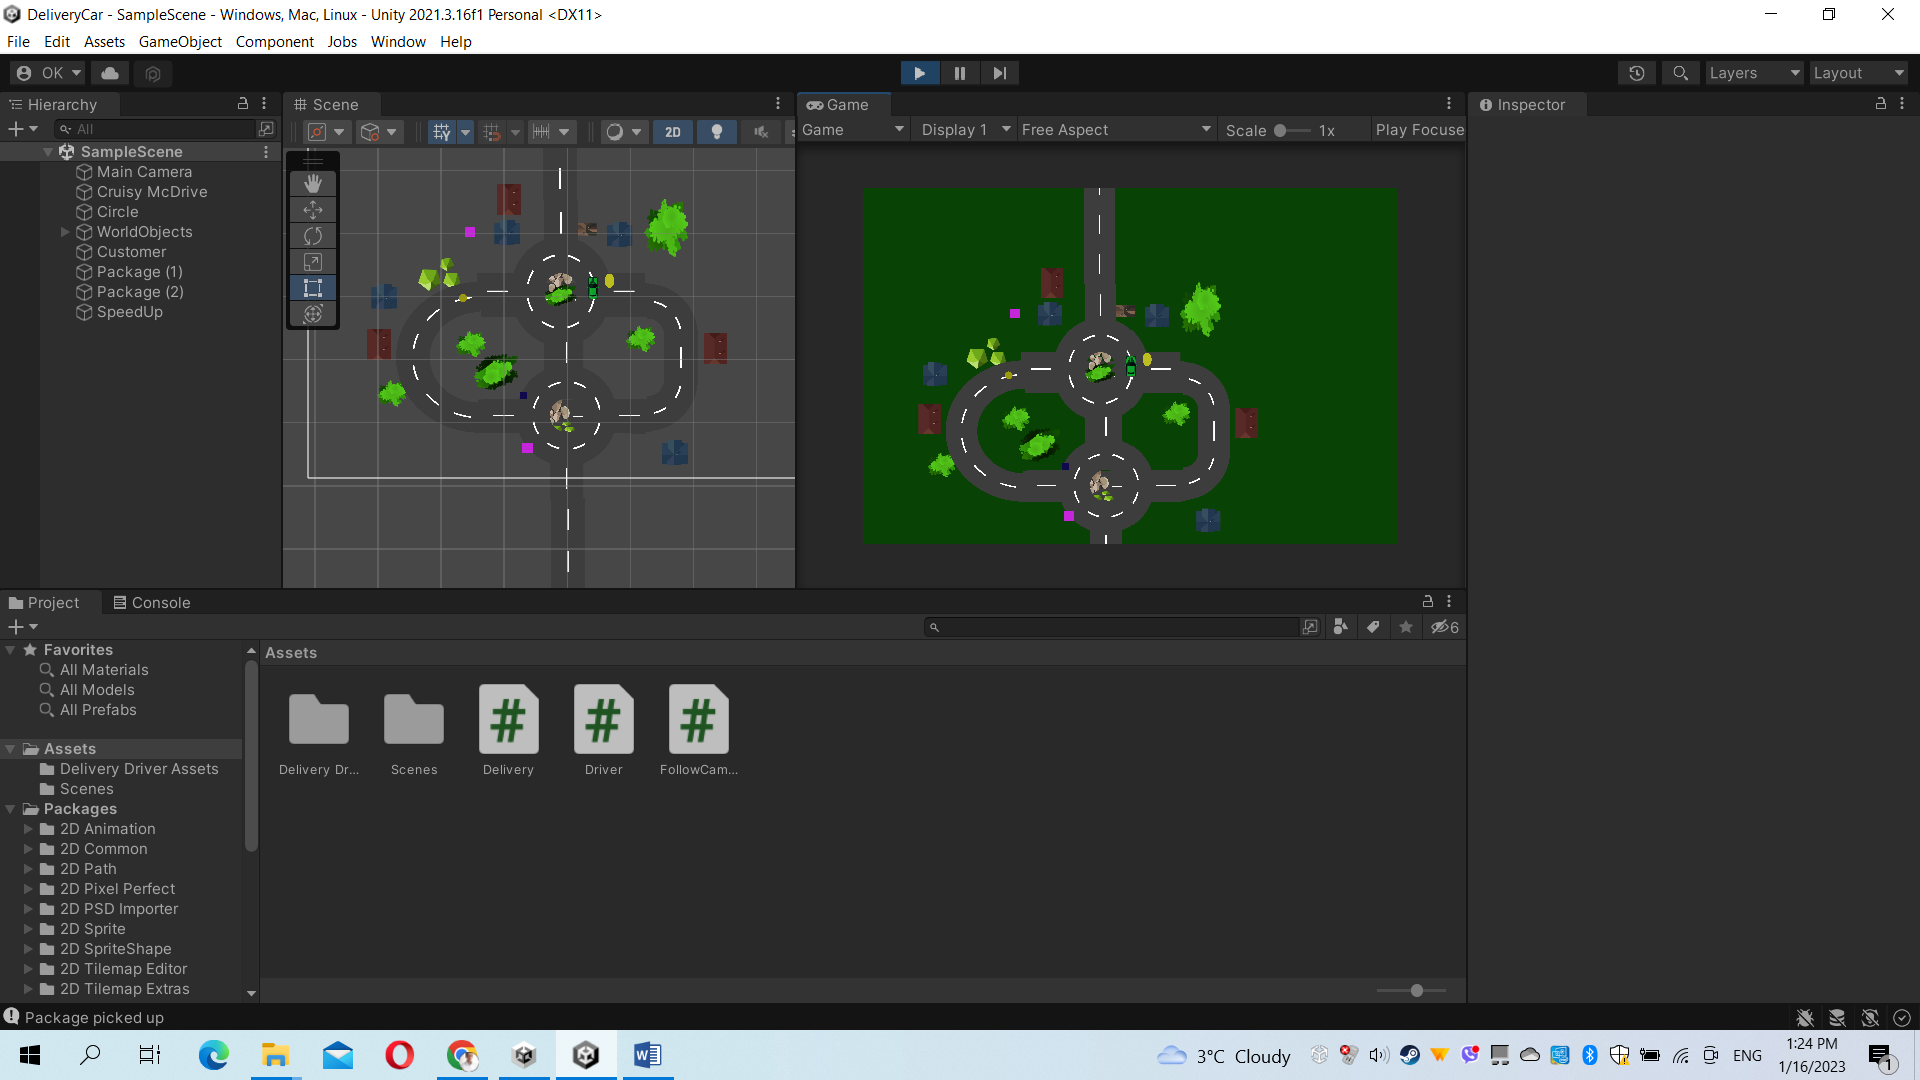 DeliveryCar - SampleScene - Windows, Mac, Linux - Unity 2021.3.16f1 Personal <DX11>
File Edit Assets GameObject Component Jobs Window Help
OK
Layers
Layout
Hierarchy
All
SampleScene
Main Camera
Cruisy McDrive
Circle
WorldObjects
Customer
Package (1)
Package (2)
SpeedUp
Scene
2D
Game
Game Display 1 Free Aspect Scale 1x Play Focuse
Inspector
Project Console
6
Favorites
All Materials
All Models
All Prefabs
Assets
Delivery Driver Assets
Scenes
Packages
2D Animation
2D Common
2D Path
2D Pixel Perfect
2D PSD Importer
2D Sprite
2D SpriteShape
2D Tilemap Editor
2D Tilemap Extras
Assets
Delivery Dr...
Scenes
Delivery
Driver
FollowCam...
Package picked up
3°C Cloudy
ENG
1:24 PM
1/16/2023
1